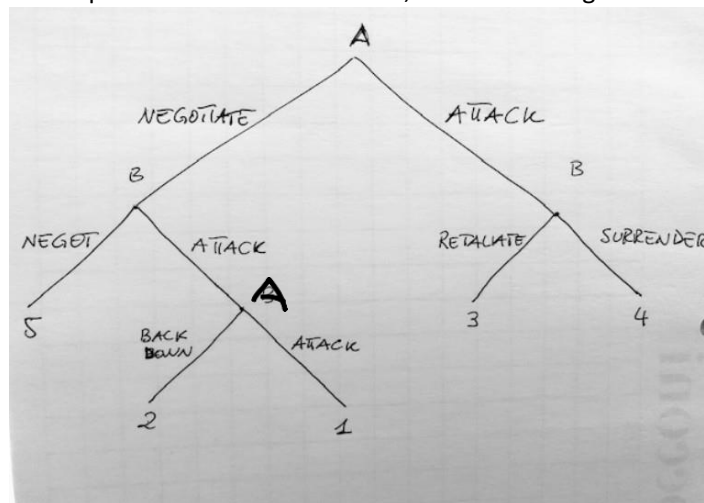 A
NEGOTIATE
ATTACK
B
B
NEGOT
ATTACK
RETALIATE
SURRENDER
A
5
3
4
BACK
DOWN
ATTACK
2
1